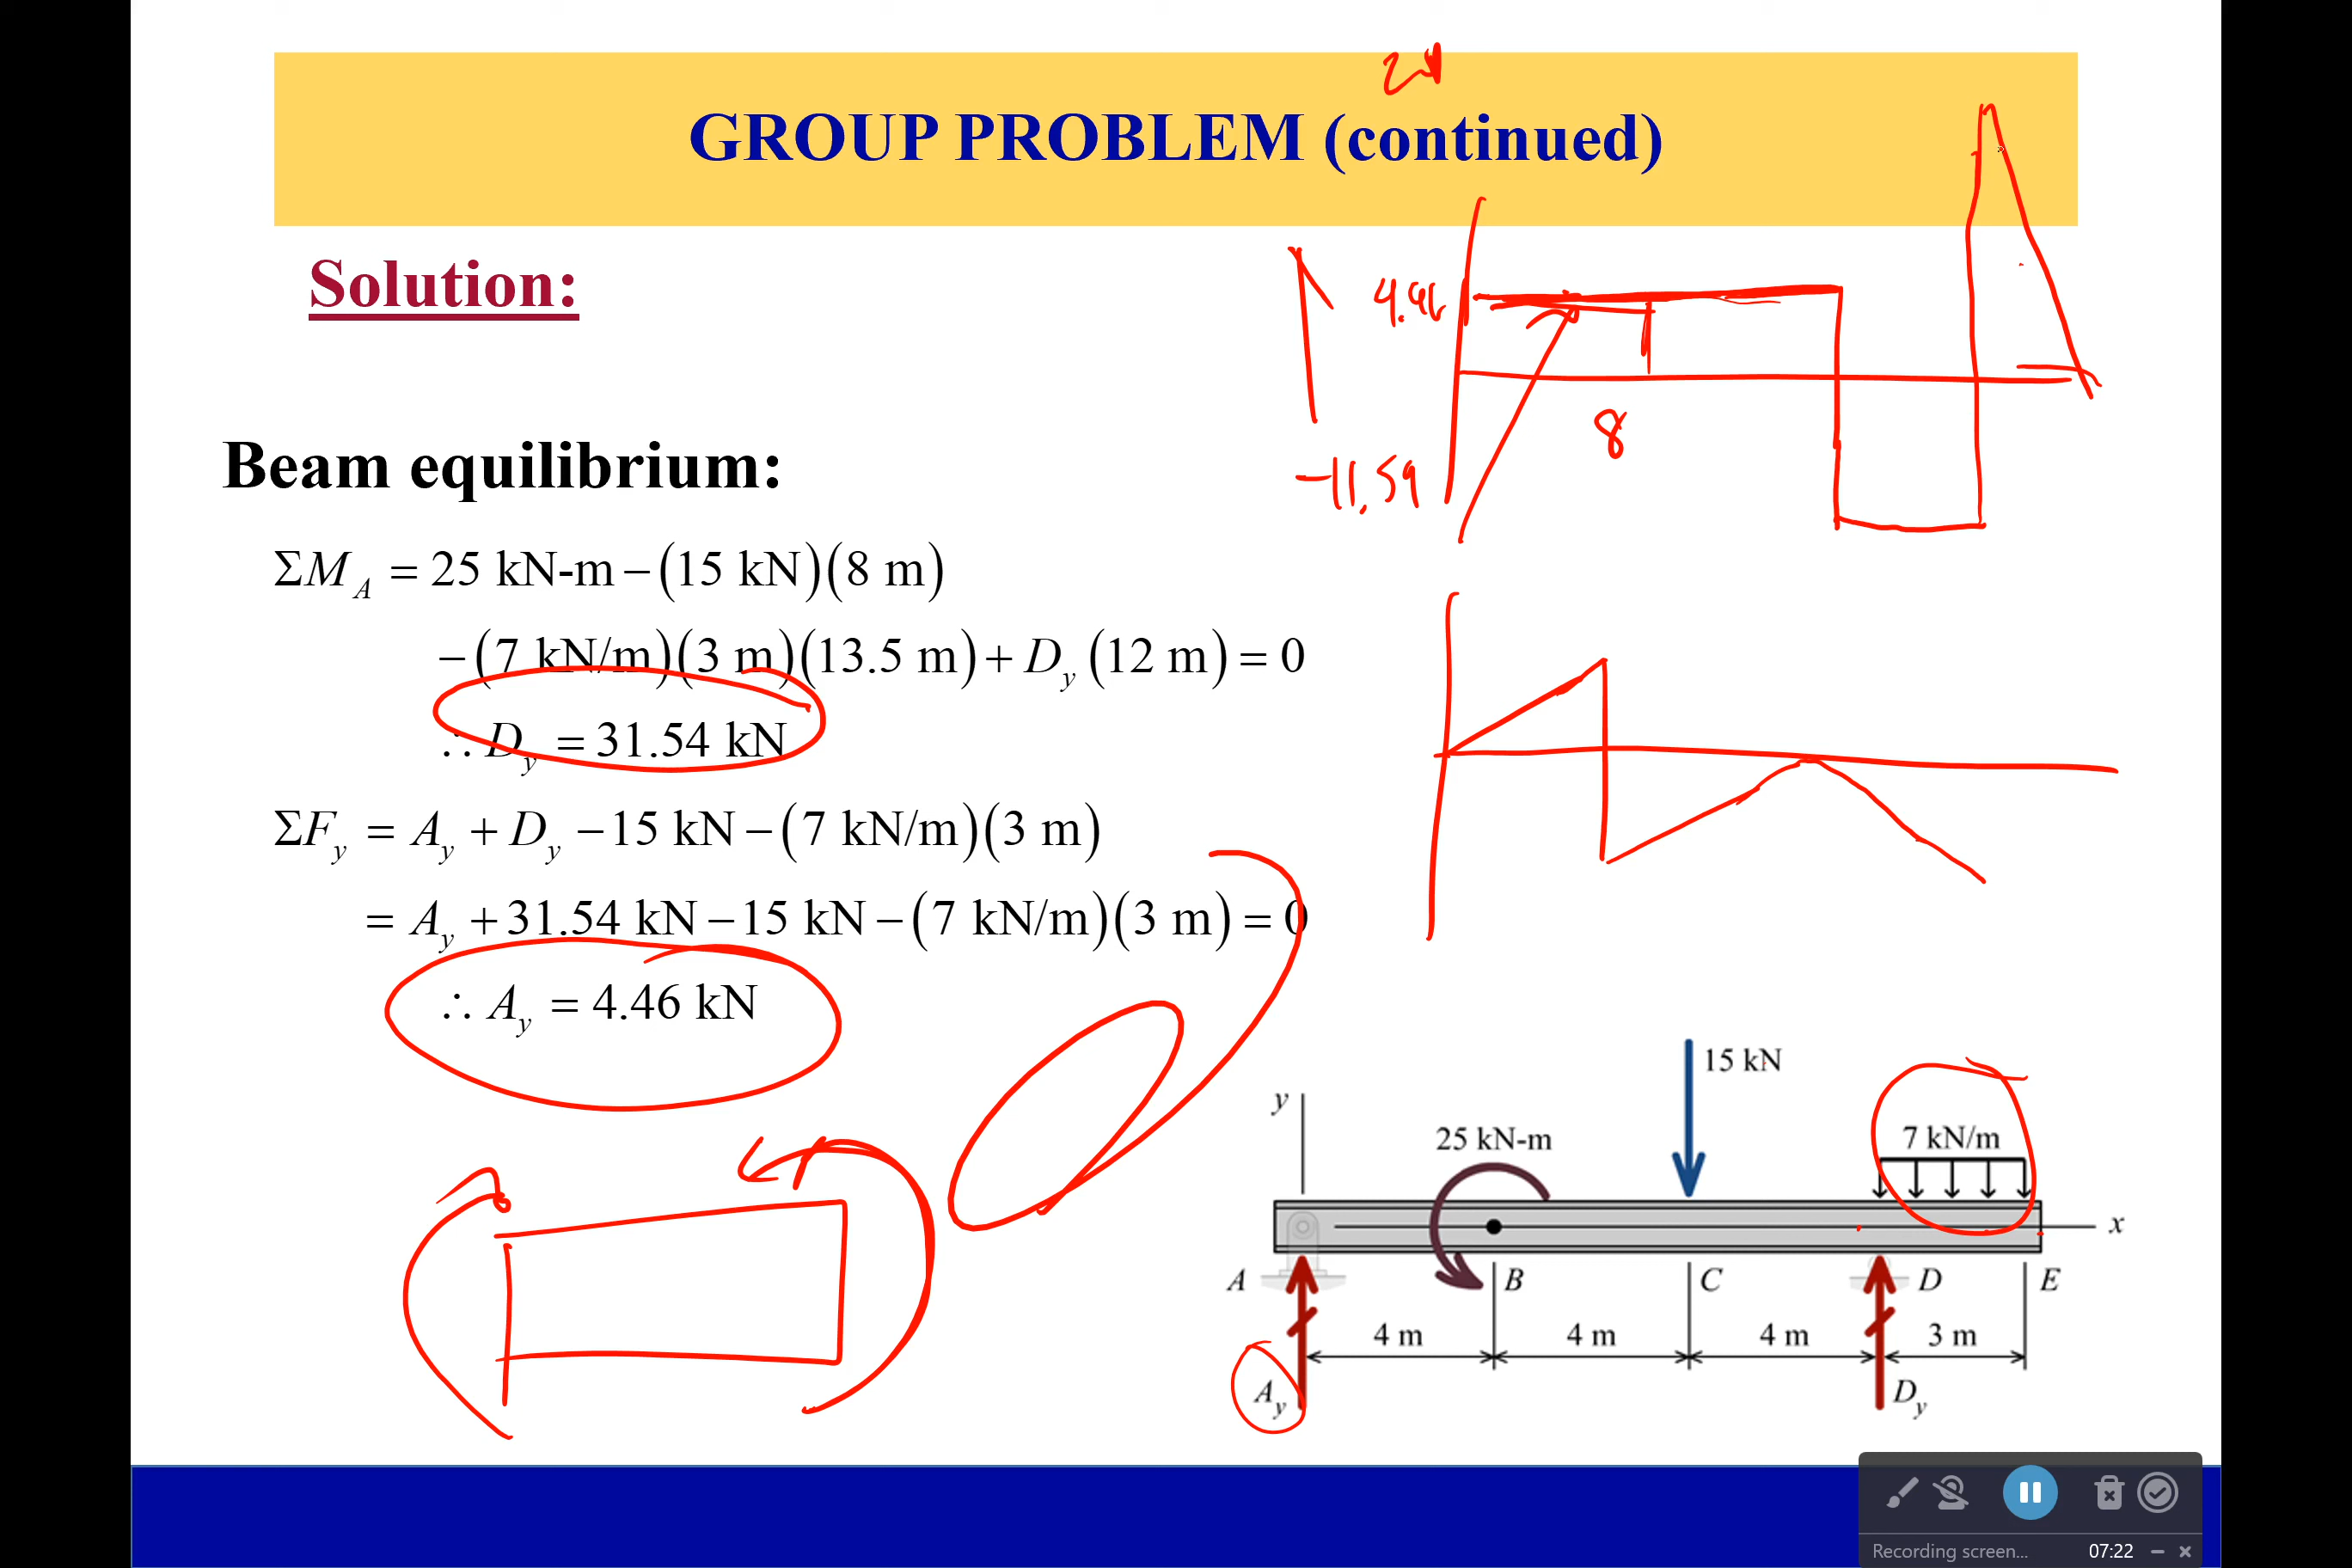 21
GROUP PROBLEM (continued)
Solution:
4.46
8
-11.54
Beam equilibrium:
ΣM_A = 25 kN-m − (15 kN)(8 m)
− (7 kN/m)(3 m)(13.5 m) + D_y (12 m) = 0
∴ D_y = 31.54 kN
ΣF_y = A_y + D_y − 15 kN − (7 kN/m)(3 m)
= A_y + 31.54 kN − 15 kN − (7 kN/m)(3 m) = 0
∴ A_y = 4.46 kN
15 kN
y
25 kN-m
7 kN/m
x
A
B
C
D
E
4 m
4 m
4 m
3 m
A_y
D_y
Recording screen...
07:22